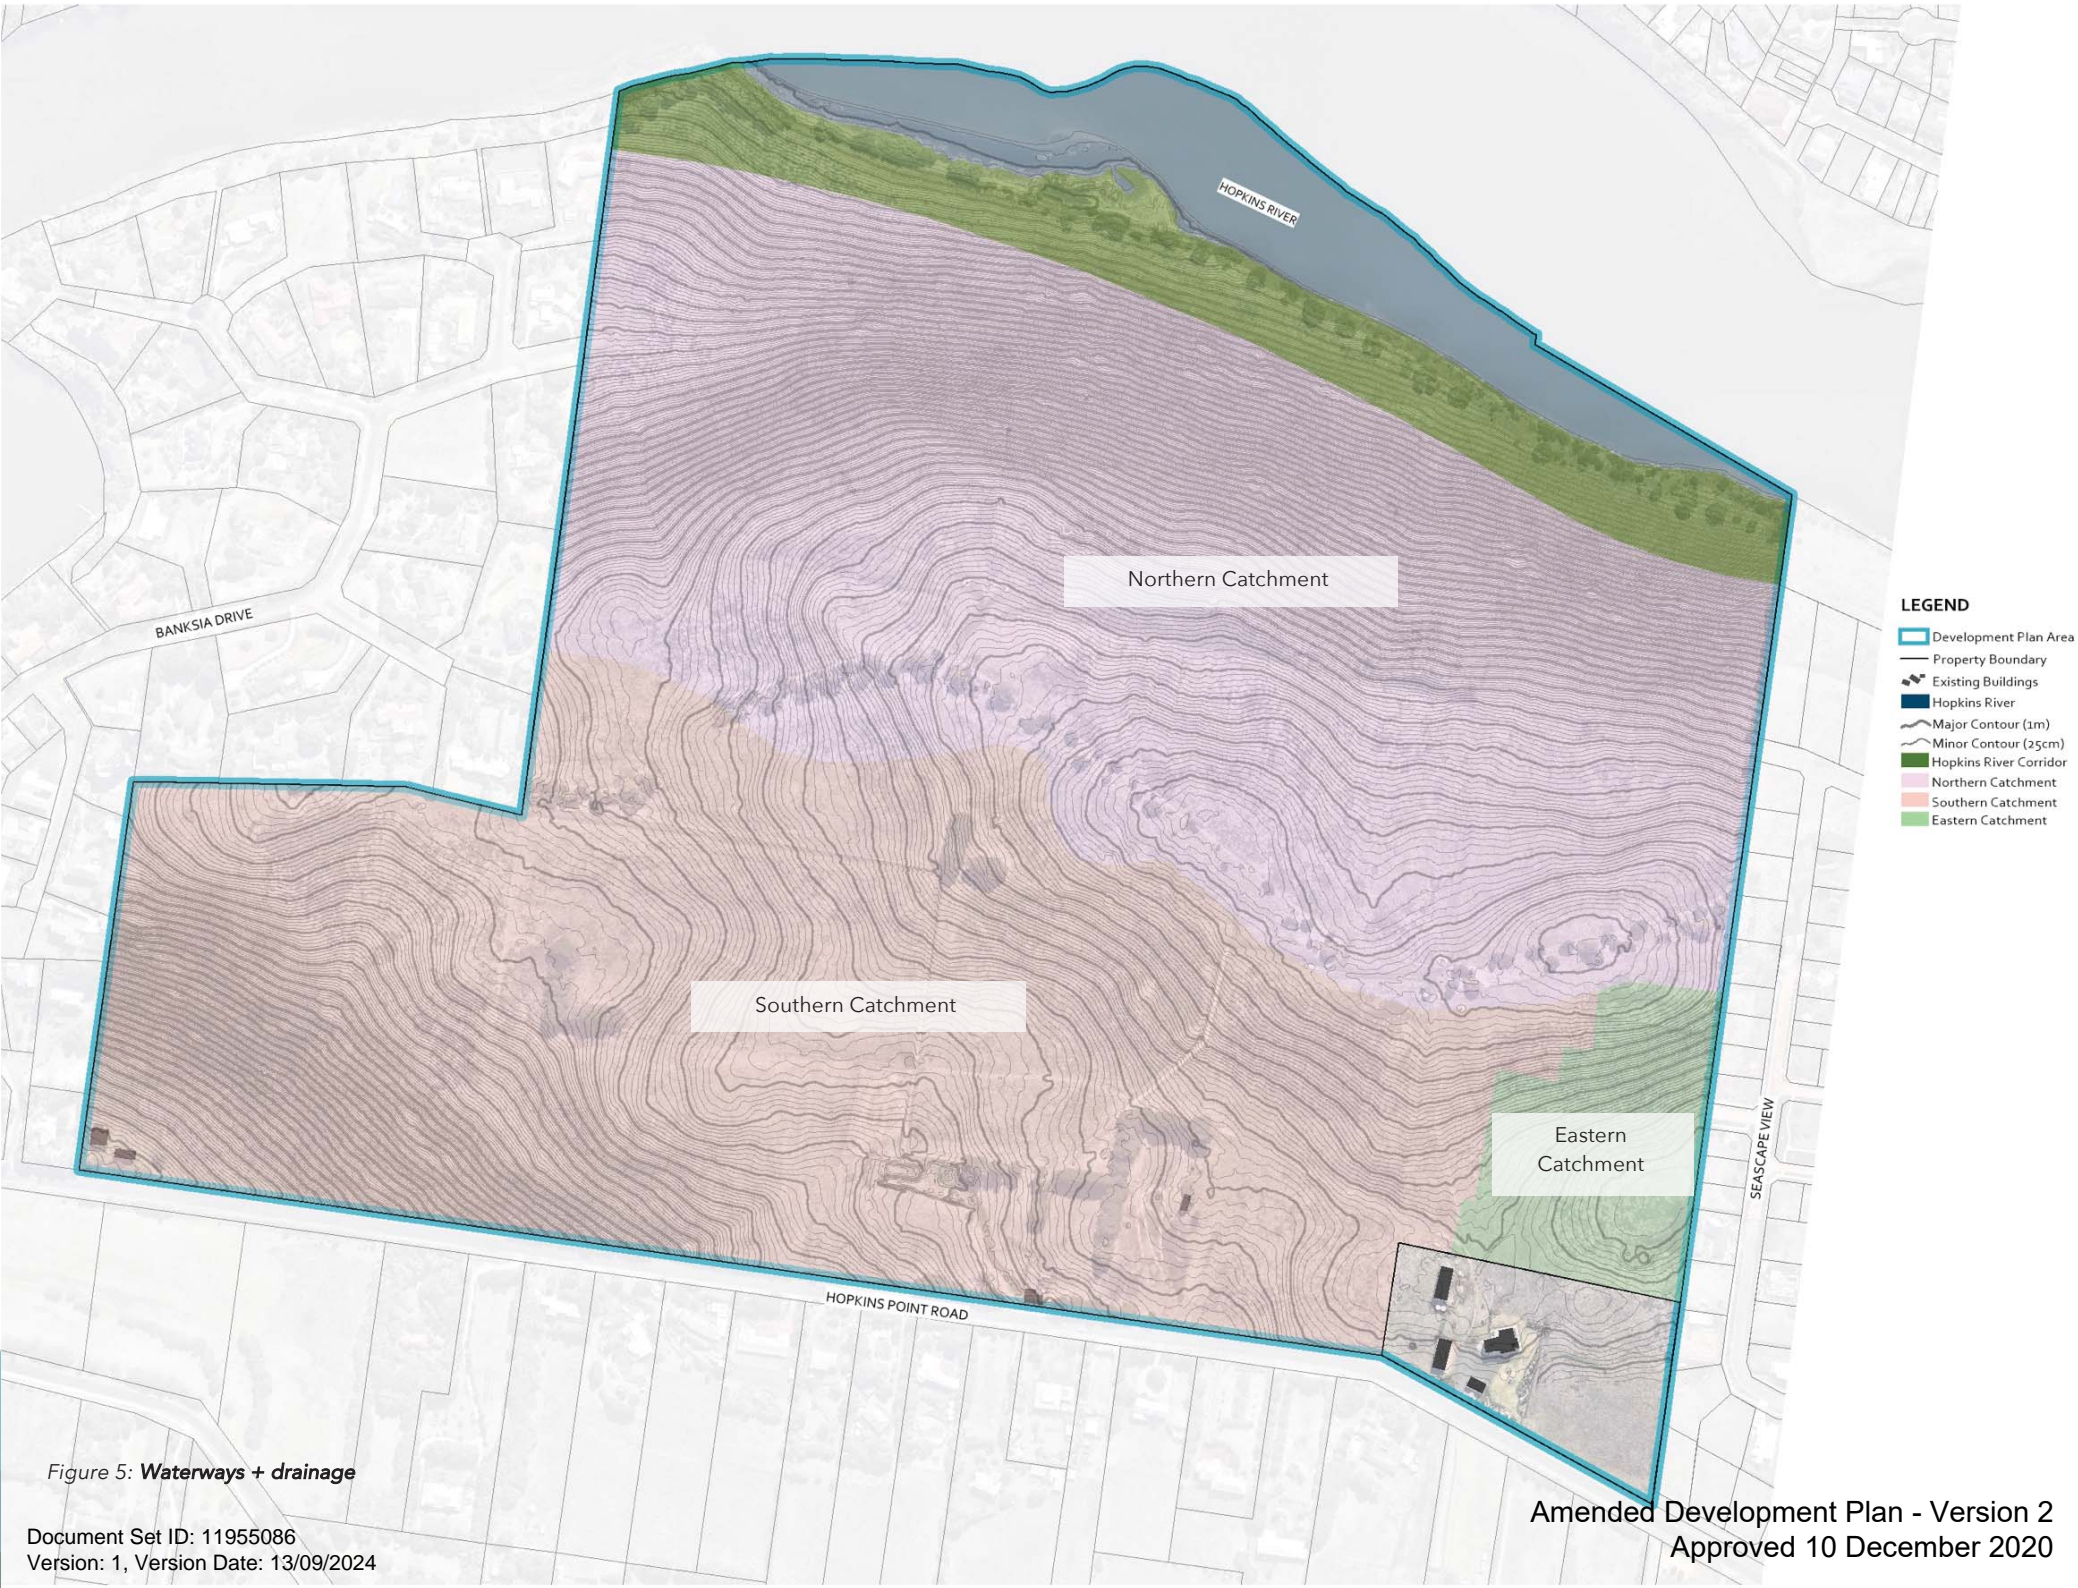 HOPKINS RIVER
Northern Catchment
BANKSIA DRIVE
LEGEND
Development Plan Area
Property Boundary
Existing Buildings
Hopkins River
Major Contour (1m)
Minor Contour (25cm)
Hopkins River Corridor
Northern Catchment
Southern Catchment
Eastern Catchment
Southern Catchment
Eastern
Catchment
SEASCAPE VIEW
HOPKINS POINT ROAD
Figure 5: Waterways + drainage
Document Set ID: 11955086
Version: 1, Version Date: 13/09/2024
Amended Development Plan - Version 2
Approved 10 December 2020